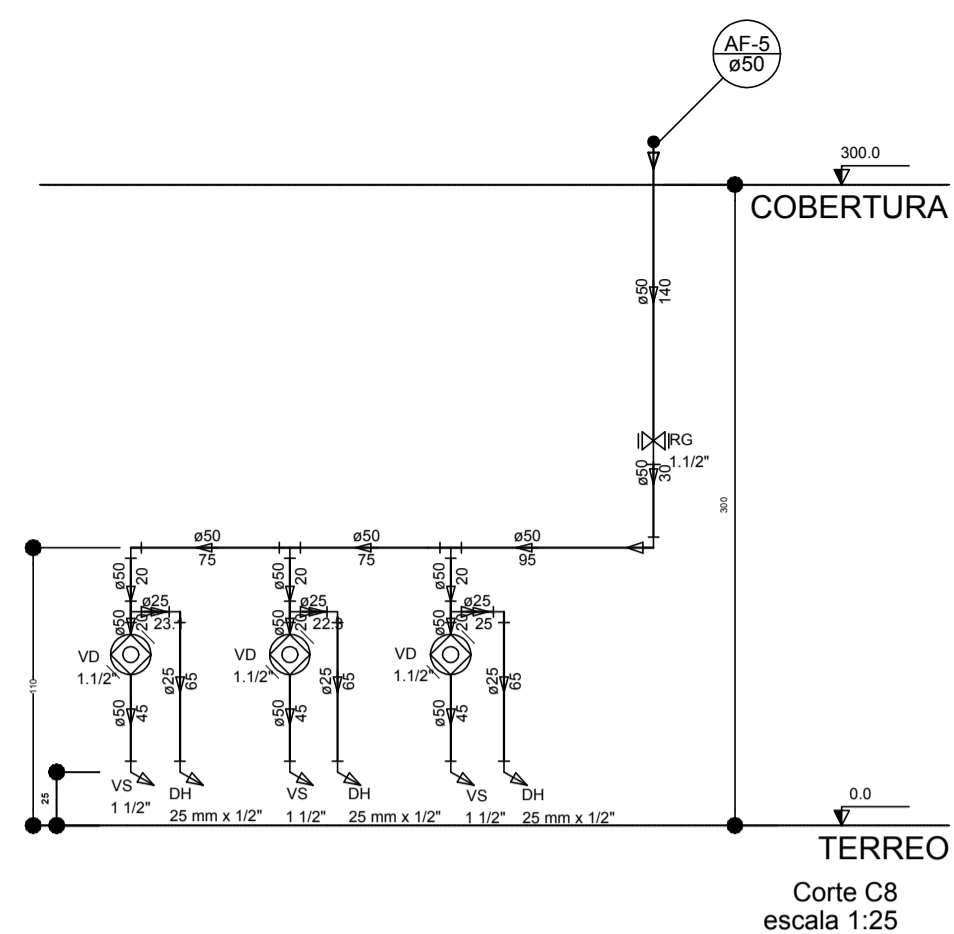 AF-5
ø50
300.0
COBERTURA
ø50
140
RG
1.1/2"
ø50
30
300
ø50
75
ø50
75
ø50
95
ø50
20
ø50
20
ø50
20
ø25
23.
ø50
20
ø25
22.5
ø50
20
ø25
25
ø50
20
VD
1.1/2"
VD
1.1/2"
VD
1.1/2"
110
ø25
65
ø25
65
ø25
65
ø50
45
ø50
45
ø50
45
25
VS
1 1/2"
DH
25 mm x 1/2"
VS
1 1/2"
DH
25 mm x 1/2"
VS
1 1/2"
DH
25 mm x 1/2"
0.0
TERREO
Corte C8
escala 1:25